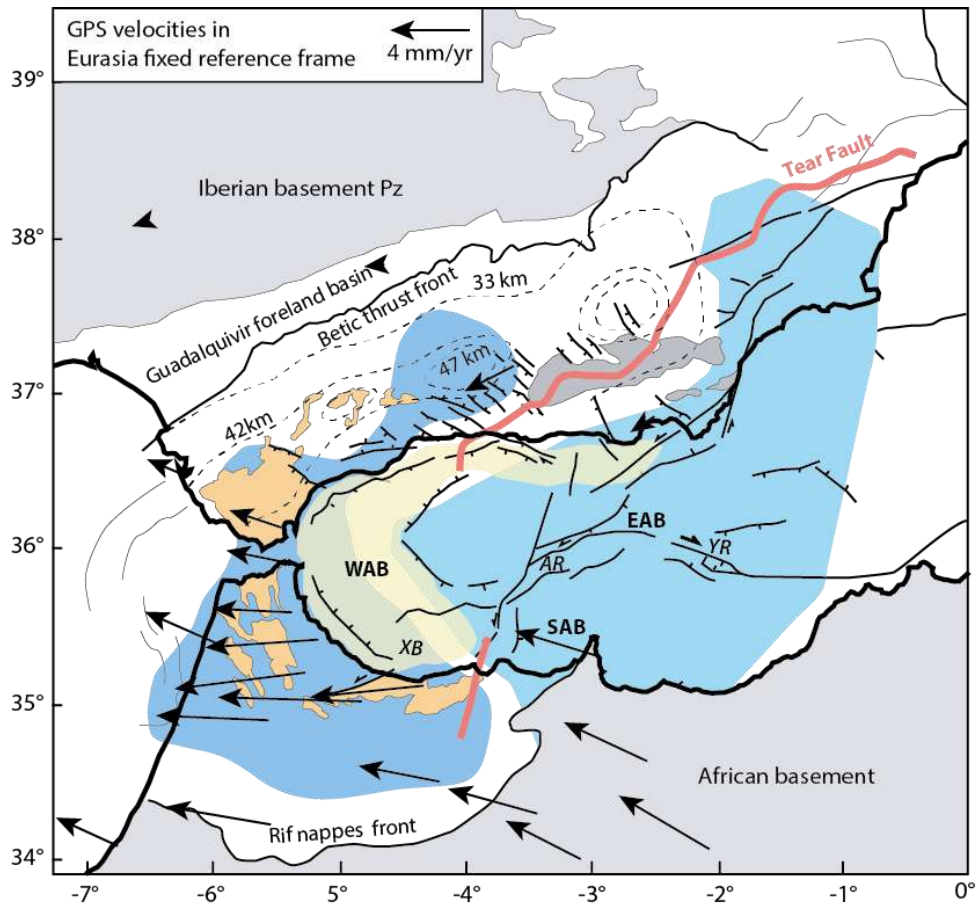 GPS velocities in
Eurasia fixed reference frame
4 mm/yr
39°
Tear Fault
Iberian basement Pz
38°
Guadalquivir foreland basin
Betic thrust front
33 km
47 km
37°
42km
36°
WAB
EAB
AR
YR
XB
SAB
35°
African basement
Rif nappes front
34°
-7° -6° 5° -4° -3° -2° -1° 0°